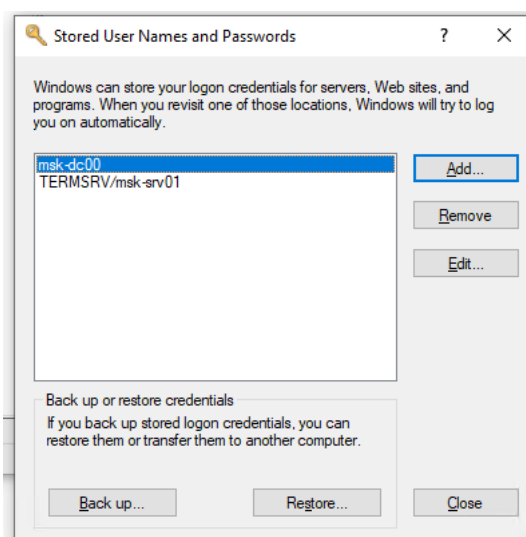 Stored User Names and Passwords
?
Windows can store your logon credentials for servers, Web sites, and
programs. When you revisit one of those locations, Windows will try to log
you on automatically.
msk-dc00
TERMSRV/msk-srv01
Add...
Remove
Edit...
Back up or restore credentials
If you back up stored logon credentials, you can
restore them or transfer them to another computer.
Back up...
Restore...
Close